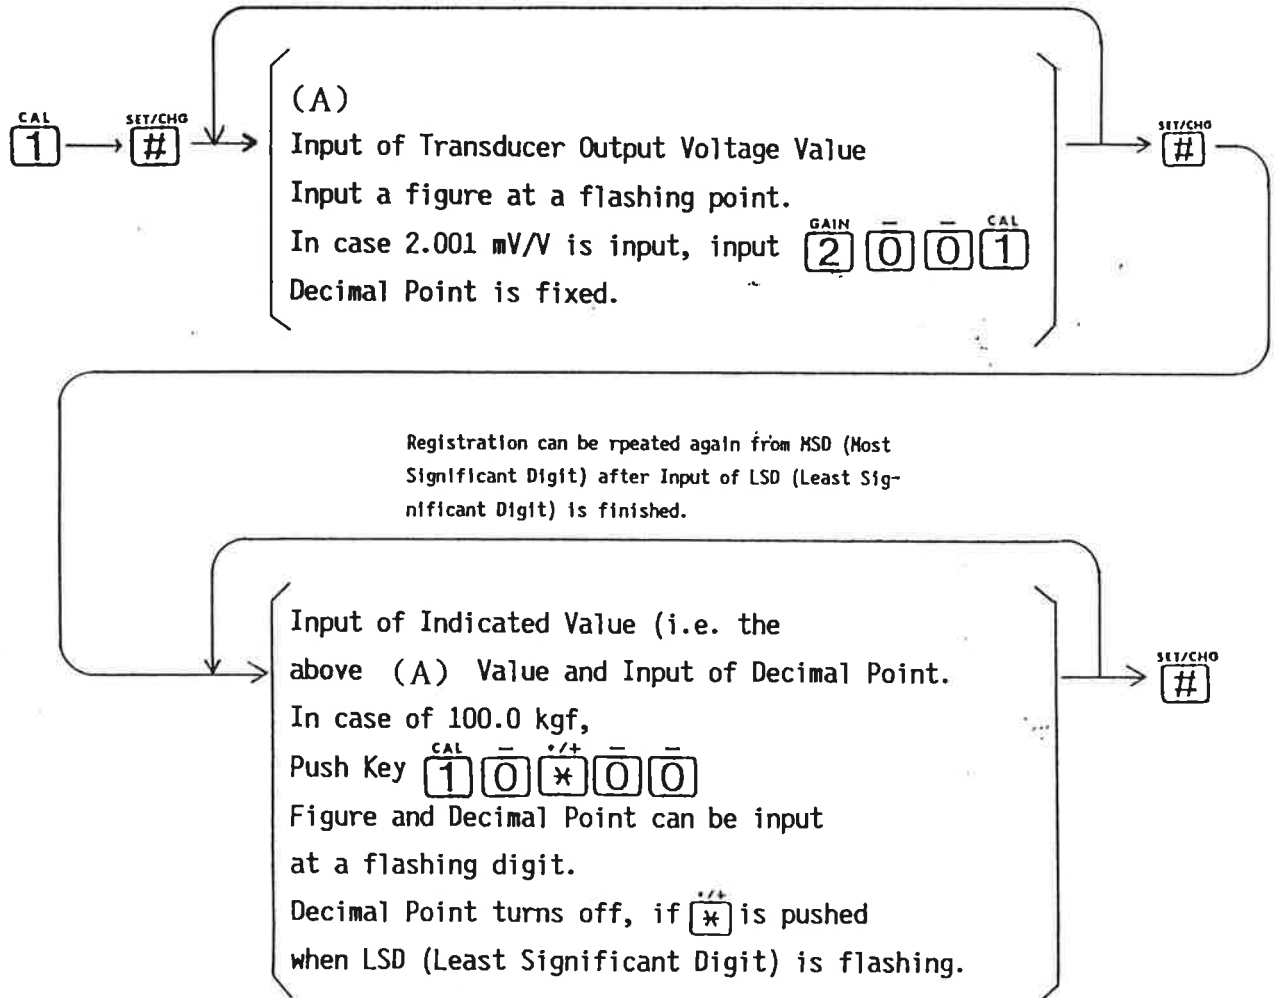 (A)
CAL SET/CHG SET/CHG
1 # Input of Transducer Output Voltage Value #
Input a figure at a flashing point.
GAIN – – CAL
In case 2.001 mV/V is input, input 2 0 0 1
Decimal Point is fixed.
Registration can be rpeated again from MSD (Most
Significant Digit) after Input of LSD (Least Sig-
nificant Digit) is finished.
Input of Indicated Value (i.e. the
above (A) Value and Input of Decimal Point.
SET/CHG
#
In case of 100.0 kgf,
CAL – •/+ – –
Push Key 1 0 * 0 0
Figure and Decimal Point can be input
at a flashing digit.
•/+
Decimal Point turns off, if * is pushed
when LSD (Least Significant Digit) is flashing.